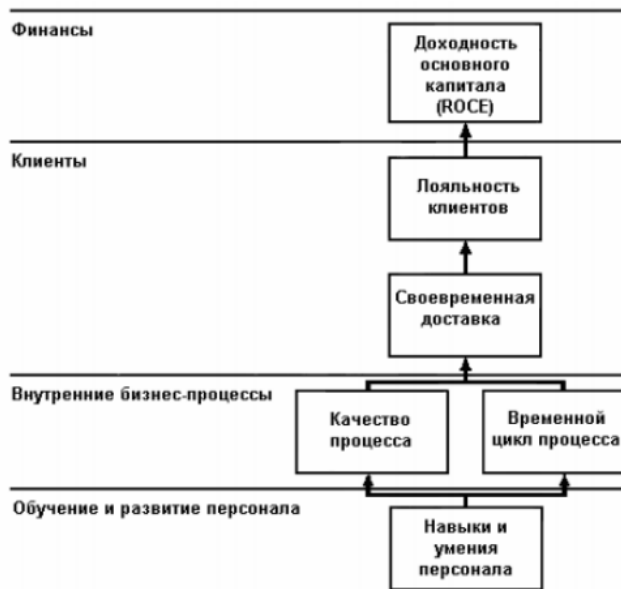 Финансы
Доходность
основного
капитала
(ROCE)
Клиенты
Лояльность
клиентов
Своевременная
доставка
Внутренние бизнес-процессы
Качество
процесса
Временной
цикл процесса
Обучение и развитие персонала
Навыки и
умения
персонала